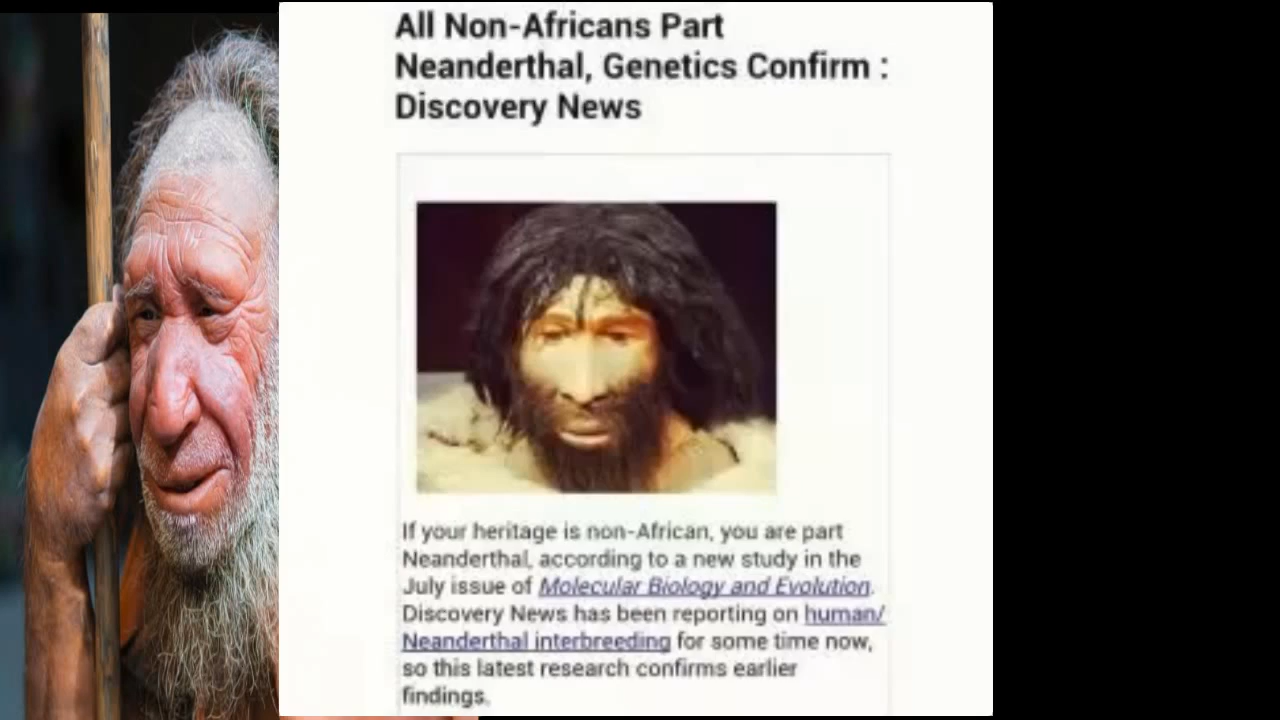 All Non-Africans Part
Neanderthal, Genetics Confirm :
Discovery News
If your heritage is non-African, you are part
Neanderthal, according to a new study in the
July issue of Molecular Biology and Evolution.
Discovery News has been reporting on human/
Neanderthal interbreeding for some time now,
so this latest research confirms earlier
findings.